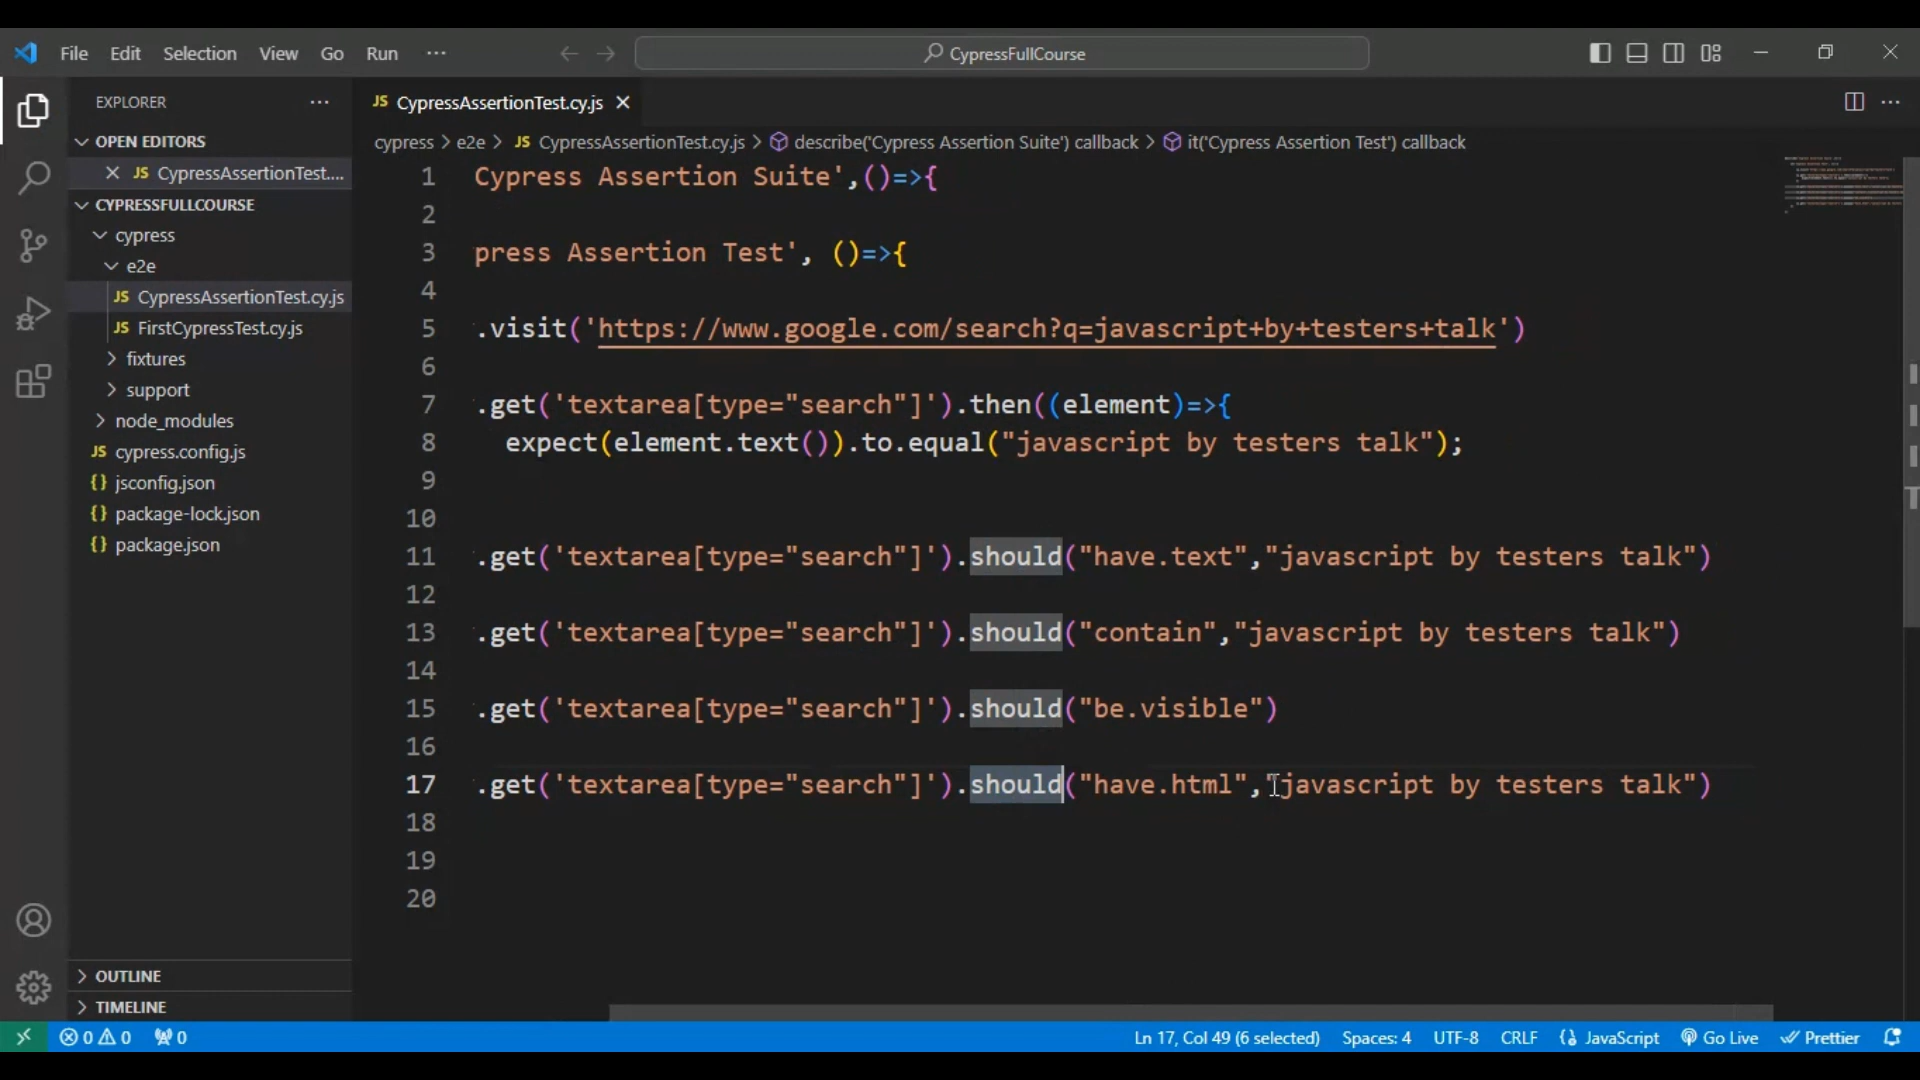 File Edit Selection View Go Run ···
CypressFullCourse
EXPLORER ···
OPEN EDITORS
JS CypressAssertionTest....
CYPRESSFULLCOURSE
cypress
e2e
JS CypressAssertionTest.cy.js
JS FirstCypressTest.cy.js
fixtures
support
node_modules
JS cypress.config.js
{} jsconfig.json
{} package-lock.json
{} package.json
OUTLINE
TIMELINE
JS CypressAssertionTest.cy.js
cypress > e2e > JS CypressAssertionTest.cy.js > describe('Cypress Assertion Suite') callback > it('Cypress Assertion Test') callback
1 Cypress Assertion Suite',()=>{
2
3 press Assertion Test', ()=>{
4
5 .visit('https://www.google.com/search?q=javascript+by+testers+talk')
6
7 .get('textarea[type="search"]').then((element)=>{
8 expect(element.text()).to.equal("javascript by testers talk");
9
10
11 .get('textarea[type="search"]').should("have.text","javascript by testers talk")
12
13 .get('textarea[type="search"]').should("contain","javascript by testers talk")
14
15 .get('textarea[type="search"]').should("be.visible")
16
17 .get('textarea[type="search"]').should("have.html","javascript by testers talk")
18
19
20
0 0 0 Ln 17, Col 49 (6 selected) Spaces: 4 UTF-8 CRLF JavaScript Go Live Prettier